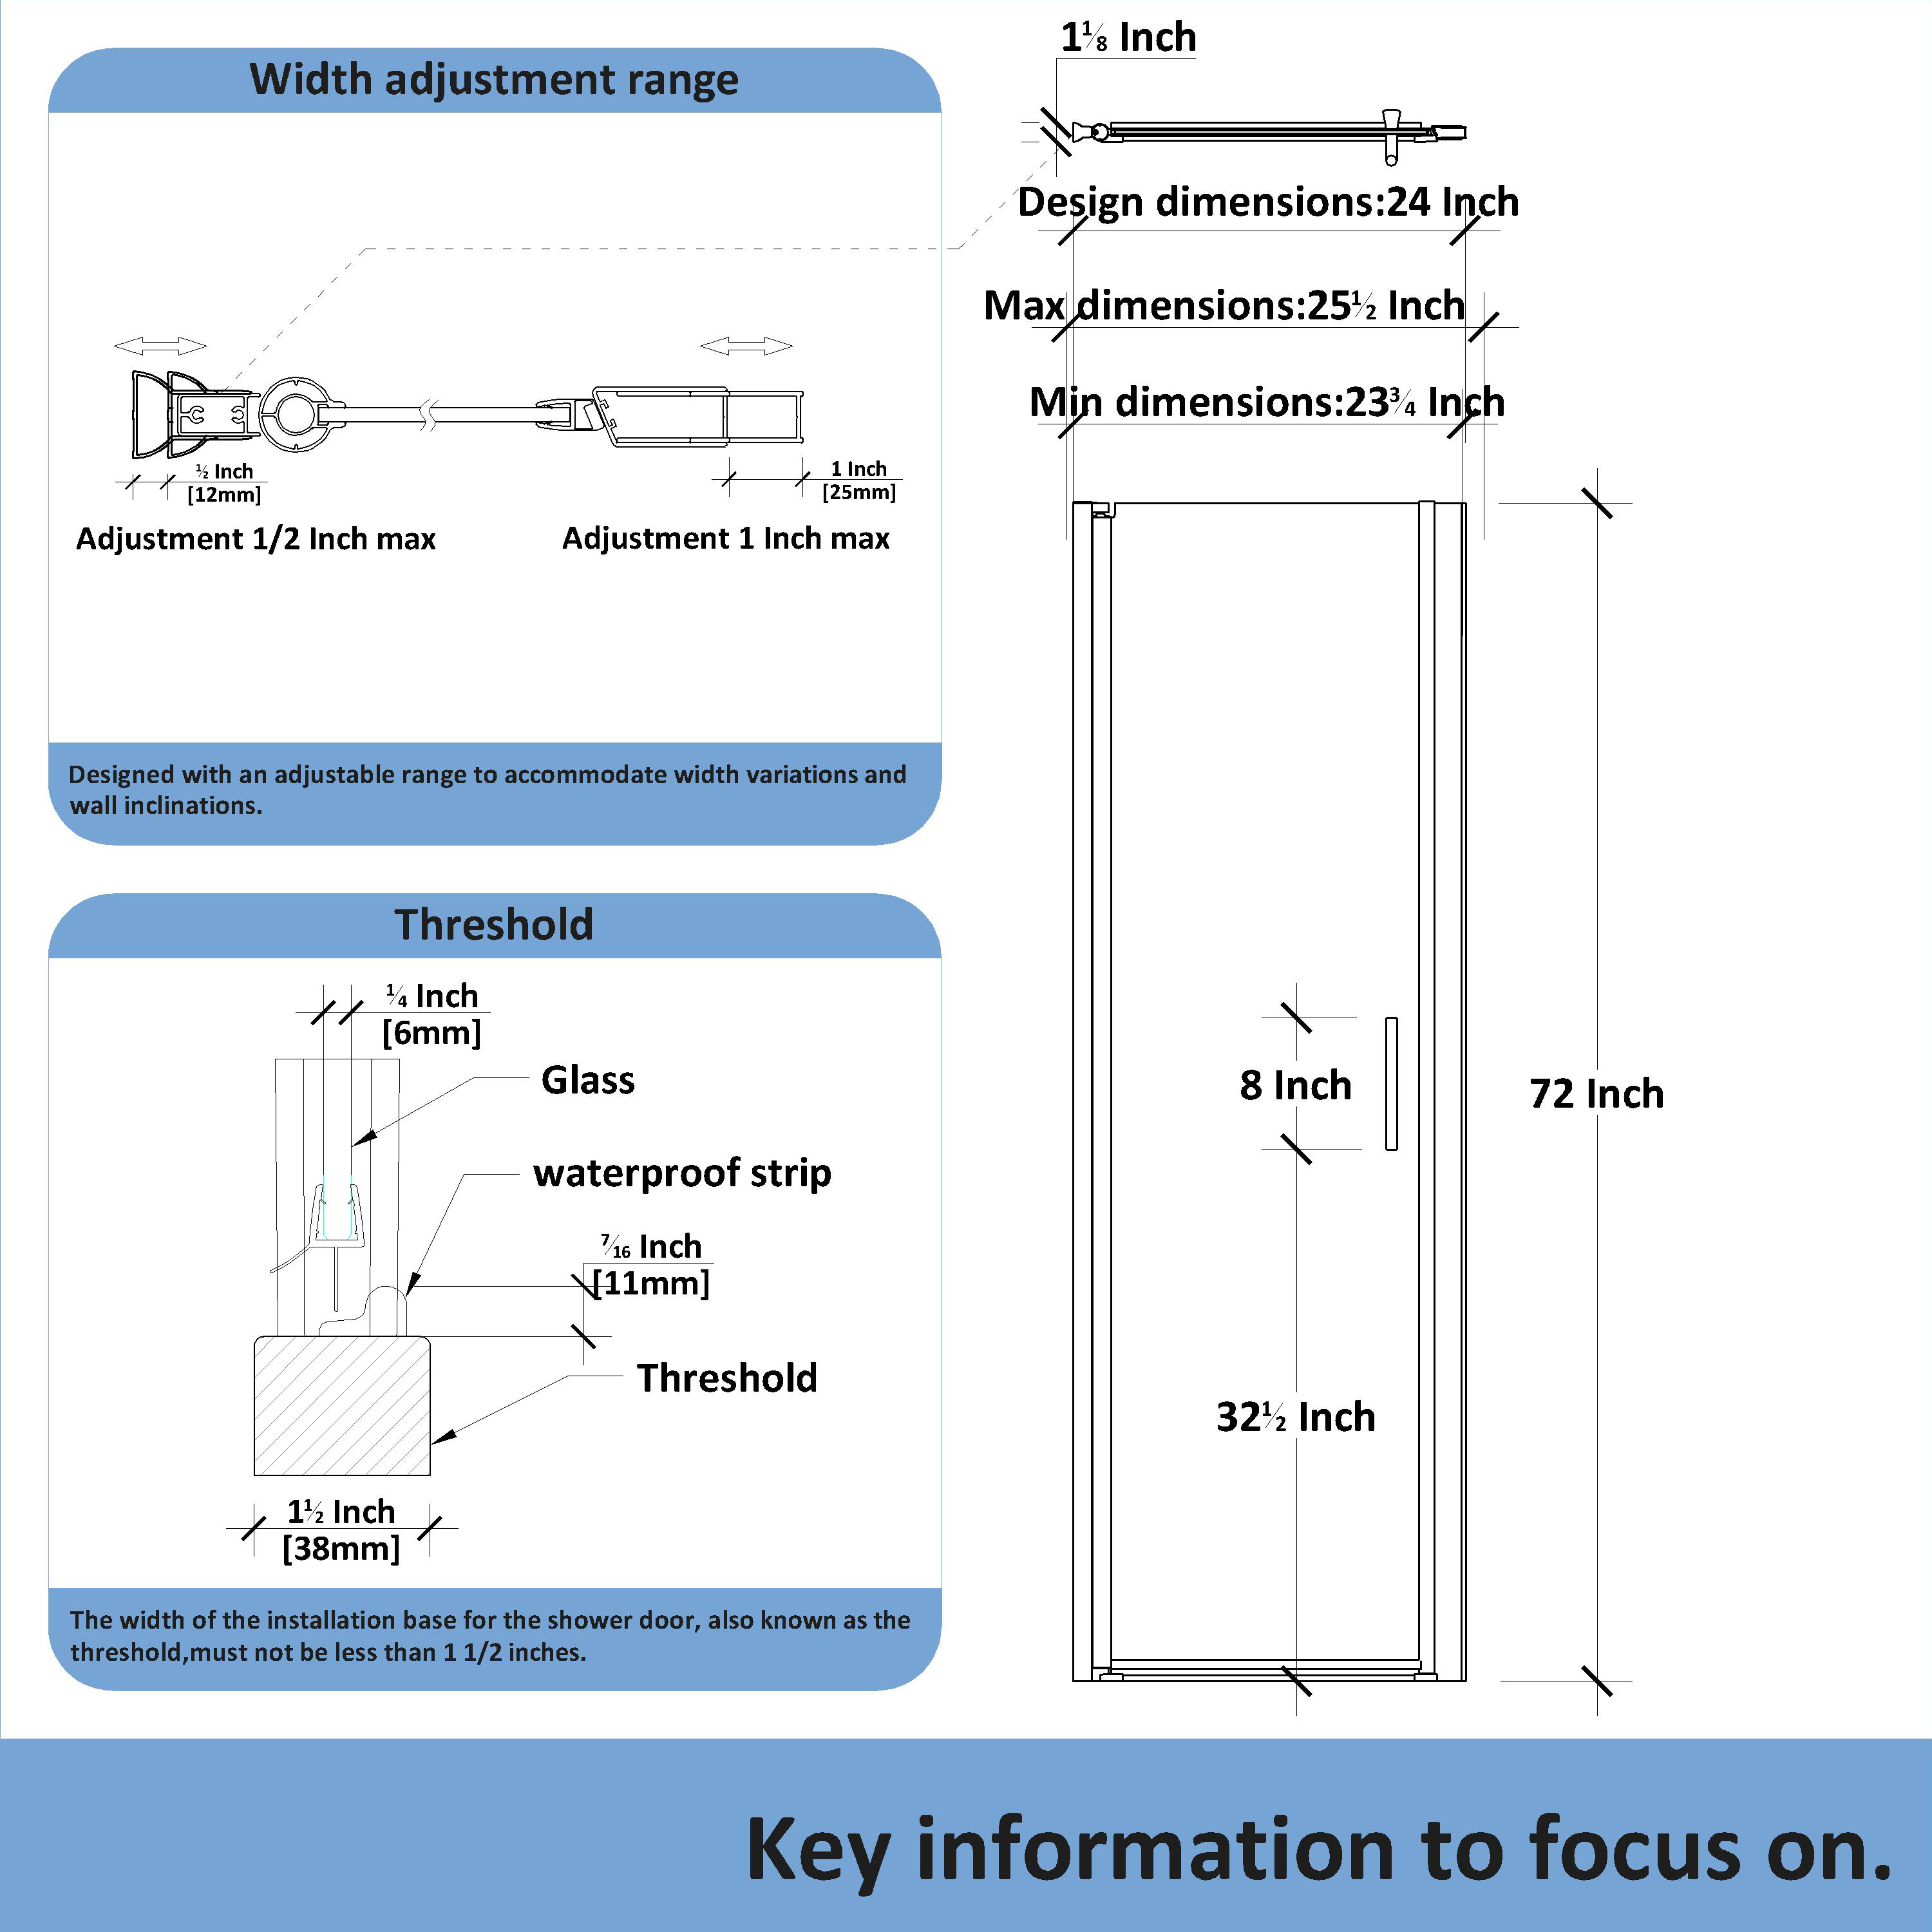 Width adjustment range
½ Inch
[12mm]
1 Inch
[25mm]
Adjustment 1/2 Inch max
Adjustment 1 Inch max
Designed with an adjustable range to accommodate width variations and
wall inclinations.
Threshold
¼ Inch
[6mm]
Glass
waterproof strip
7⁄16 Inch
[11mm]
Threshold
1½ Inch
[38mm]
The width of the installation base for the shower door, also known as the
threshold,must not be less than 1 1/2 inches.
1⅛ Inch
Design dimensions:24 Inch
Max dimensions:25½ Inch
Min dimensions:23¾ Inch
8 Inch
72 Inch
32½ Inch
Key information to focus on.